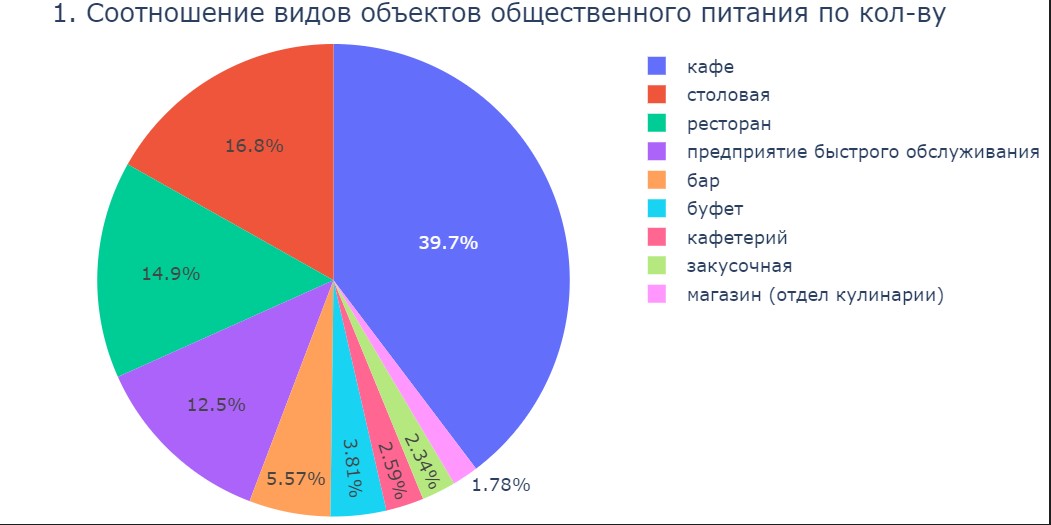 1. Соотношение видов объектов общественного питания по кол-ву
кафе
столовая
ресторан
предприятие быстрого обслуживания
бар
буфет
кафетерий
закусочная
магазин (отдел кулинарии)
16.8%
39.7%
14.9%
12.5%
5.57%
3.81%
2.59%
2.34%
1.78%